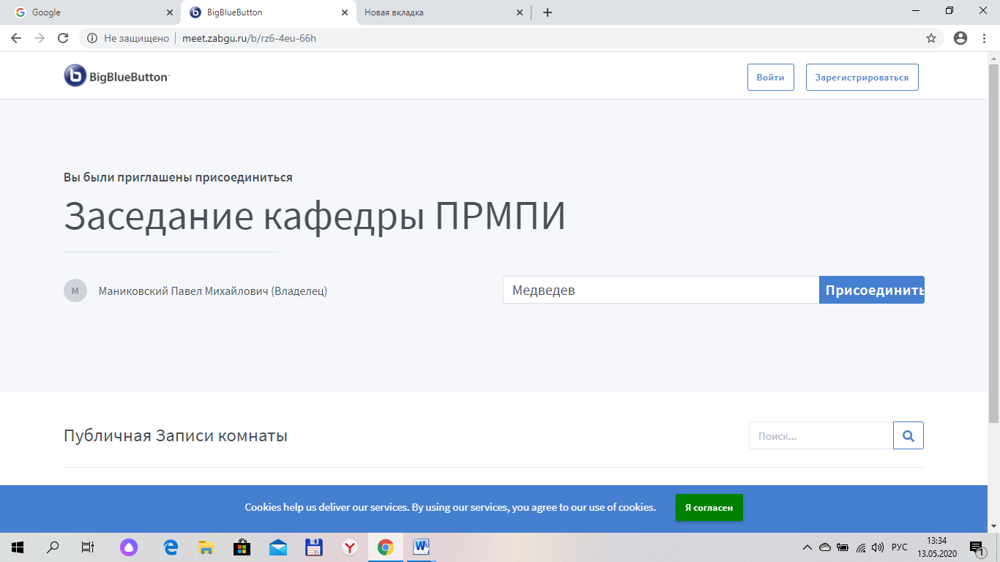 Google
BigBlueButton
Новая вкладка
Не защищено
meet.zabgu.ru/b/rz6-4eu-66h
BigBlueButton
Войти
Зарегистрироваться
Вы были приглашены присоединиться
Заседание кафедры ПРМПИ
М
Маниковский Павел Михайлович (Владелец)
Медведев
Присоединить
Публичная Записи комнаты
Поиск...
Cookies help us deliver our services. By using our services, you agree to our use of cookies.
Я согласен
РУС
13:34
13.05.2020
1